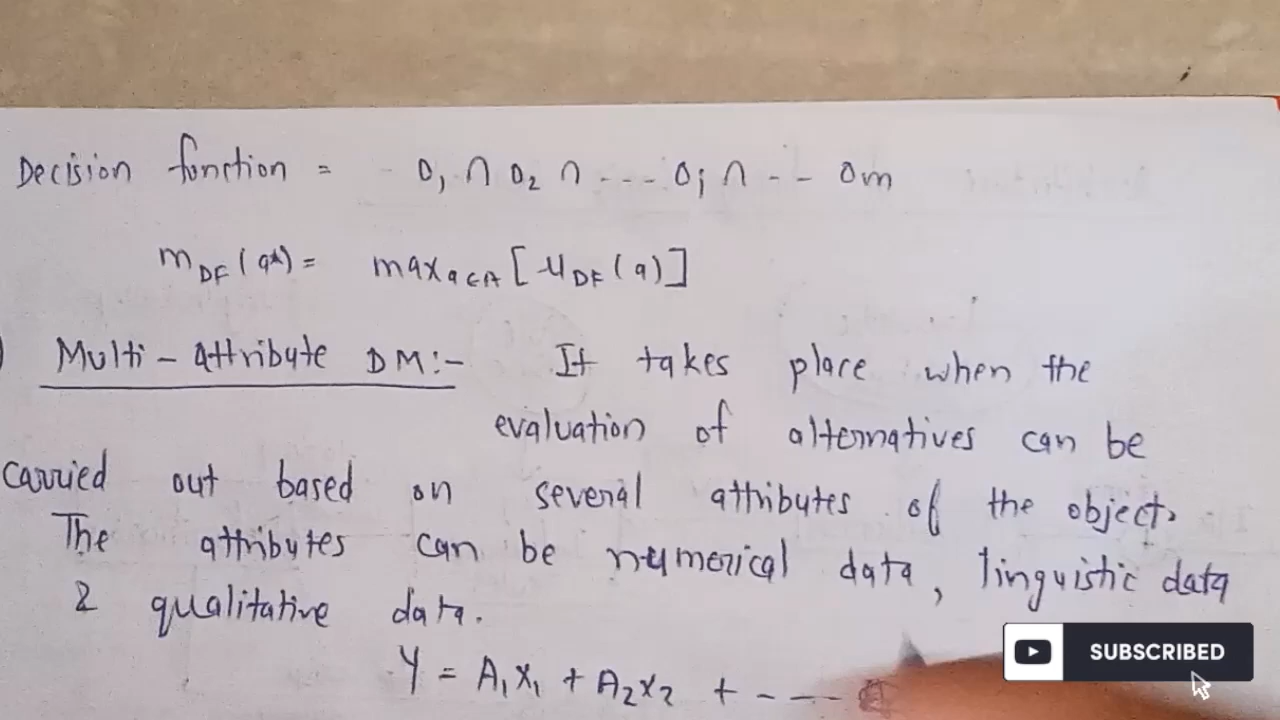 Decision function = O₁ ∩ O₂ ∩ --- Oⱼ ∩ -- Om
m_DF (a*) = max_a∈A [ μ_DF (a) ]
) Multi - Attribute DM:- It takes place when the
evaluation of alternatives can be
carried out based on several attributes of the object.
The attributes can be numerical data, linguistic data
& qualitative data.
SUBSCRIBED
Y = A₁x₁ + A₂x₂ + - ---